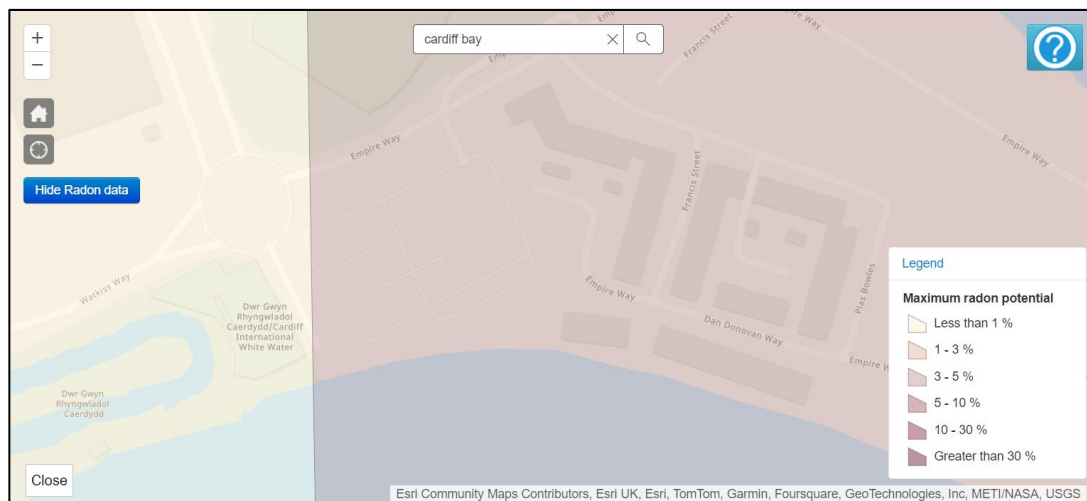 +
cardiff bay
−
Hide Radon data
Francis Street
Empire Way
Empire Way
Empire Way
Empire Way
Francis Street
Watkiss Way
Dwr Gwyn
Rhyngwladol
Caerdydd/Cardiff
International
White Water
Dwr Gwyn
Rhyngwladol
Caerdydd
Empire Way
Dan Donovan Way
Plas Bowles
Empire W
Legend
Maximum radon potential
Less than 1 %
1 - 3 %
3 - 5 %
5 - 10 %
10 - 30 %
Greater than 30 %
Close
Esri Community Maps Contributors, Esri UK, Esri, TomTom, Garmin, Foursquare, GeoTechnologies, Inc, METI/NASA, USGS